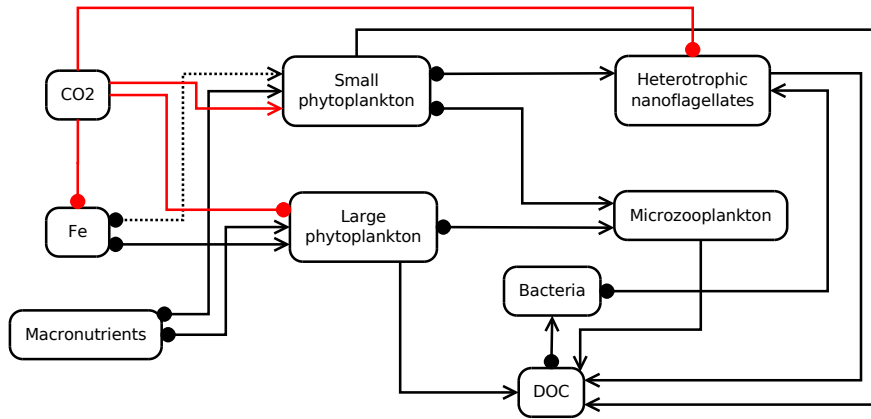 CO2
Small
phytoplankton
Heterotrophic
nanoflagellates
Fe
Large
phytoplankton
Microzooplankton
Bacteria
Macronutrients
DOC